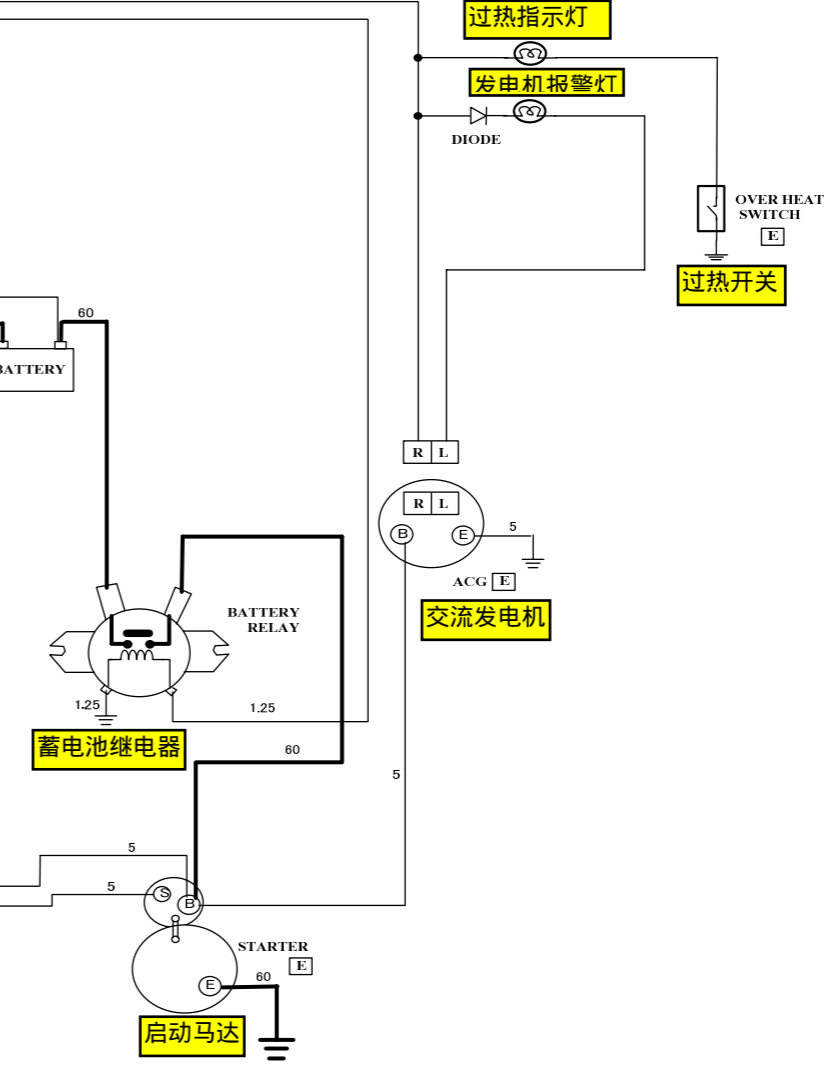 过热指示灯
发电机报警灯
DIODE
OVER HEAT
SWITCH
E
过热开关
60
BATTERY
R L
R L
B E
5
ACG E
交流发电机
BATTERY
RELAY
1.25
1.25
蓄电池继电器
60
5
5
5
S
B
STARTER
E
60
E
启动马达